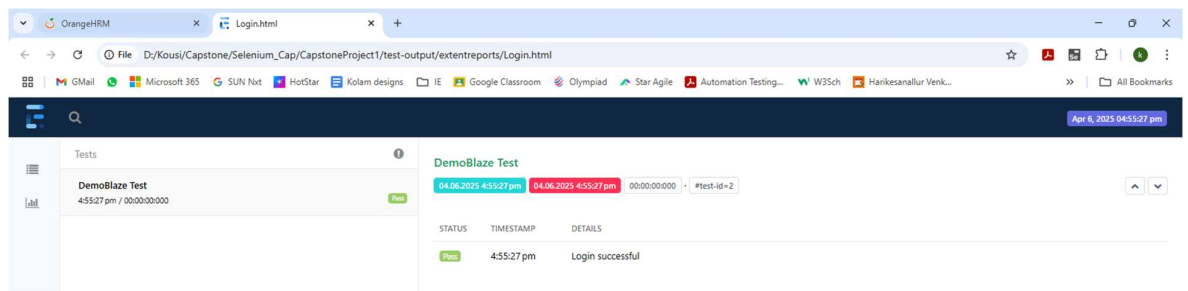 OrangeHRM
Login.html
File D:/Kousi/Capstone/Selenium_Cap/CapstoneProject1/test-output/extentreports/Login.html
Se
k
GMail Microsoft 365 SUN Nxt HotStar Kolam designs IE Google Classroom Olympiad Star Agile Automation Testing... W3Sch Harikesanallur Venk... » All Bookmarks
Apr 6, 2025 04:55:27 pm
Tests
DemoBlaze Test
4:55:27 pm / 00:00:00:000 Pass
DemoBlaze Test
04.06.2025 4:55:27 pm 04.06.2025 4:55:27 pm 00:00:00:000 · #test-id=2
STATUS TIMESTAMP DETAILS
Pass 4:55:27 pm Login successful